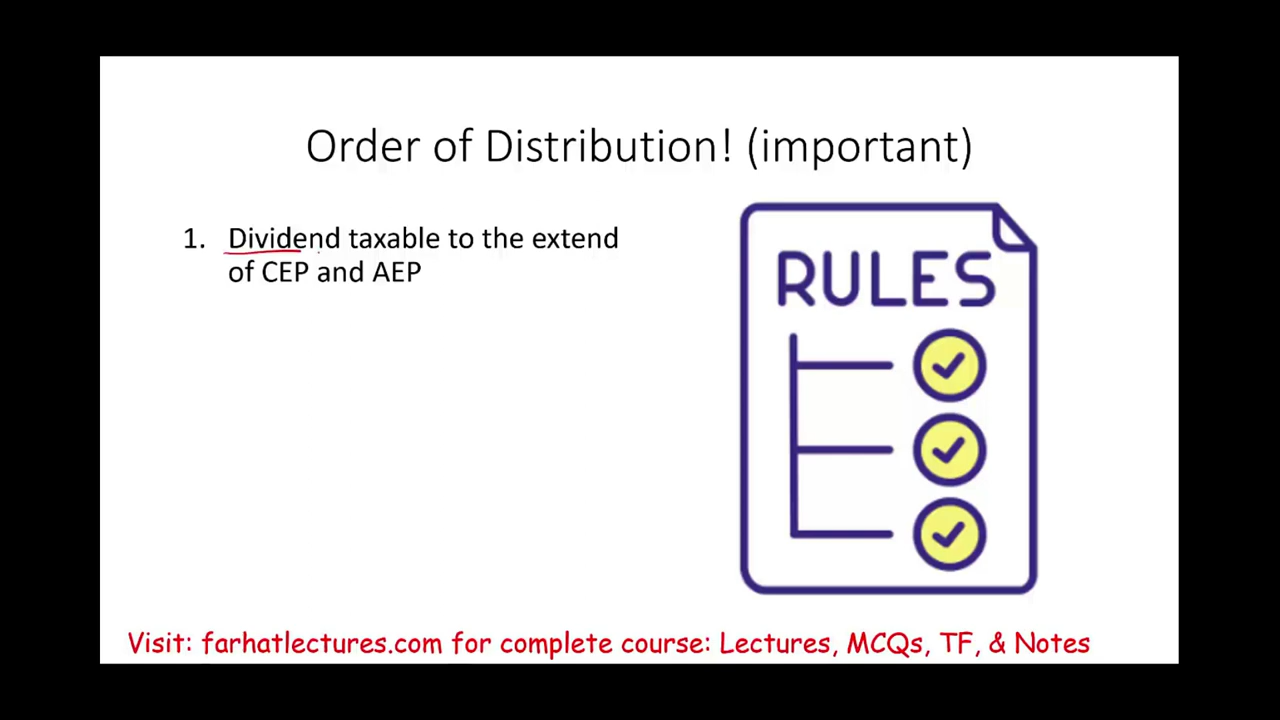 Order of Distribution! (important)
1. Dividend taxable to the extend
of CEP and AEP
RULES
Visit: farhatlectures.com for complete course: Lectures, MCQs, TF, & Notes